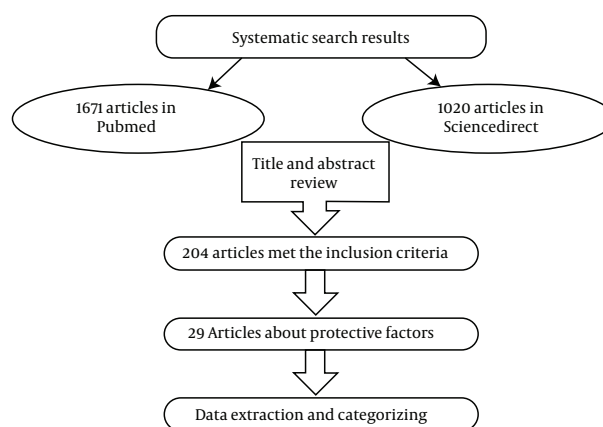 Systematic search results
1671 articles in
Pubmed
1020 articles in
Sciencedirect
Title and abstract
review
204 articles met the inclusion criteria
29 Articles about protective factors
Data extraction and categorizing